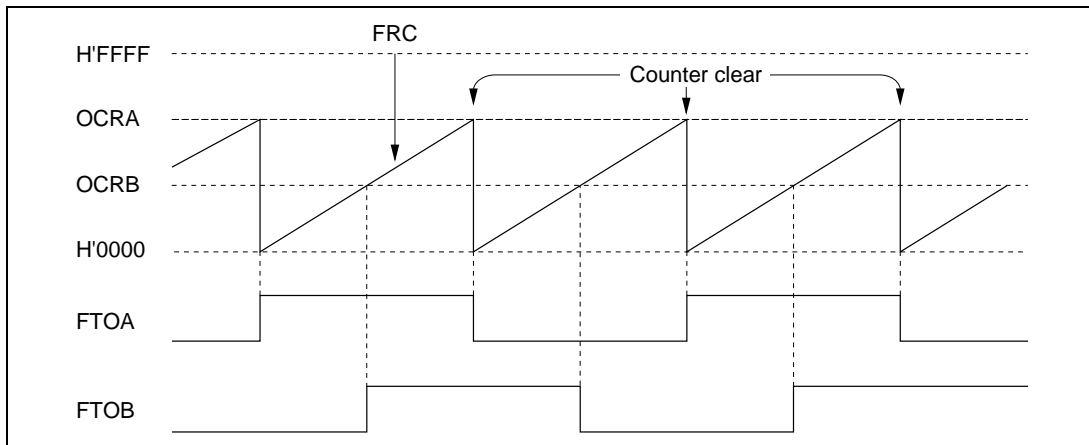 FRC
H'FFFF
Counter clear
OCRA
OCRB
H'0000
FTOA
FTOB